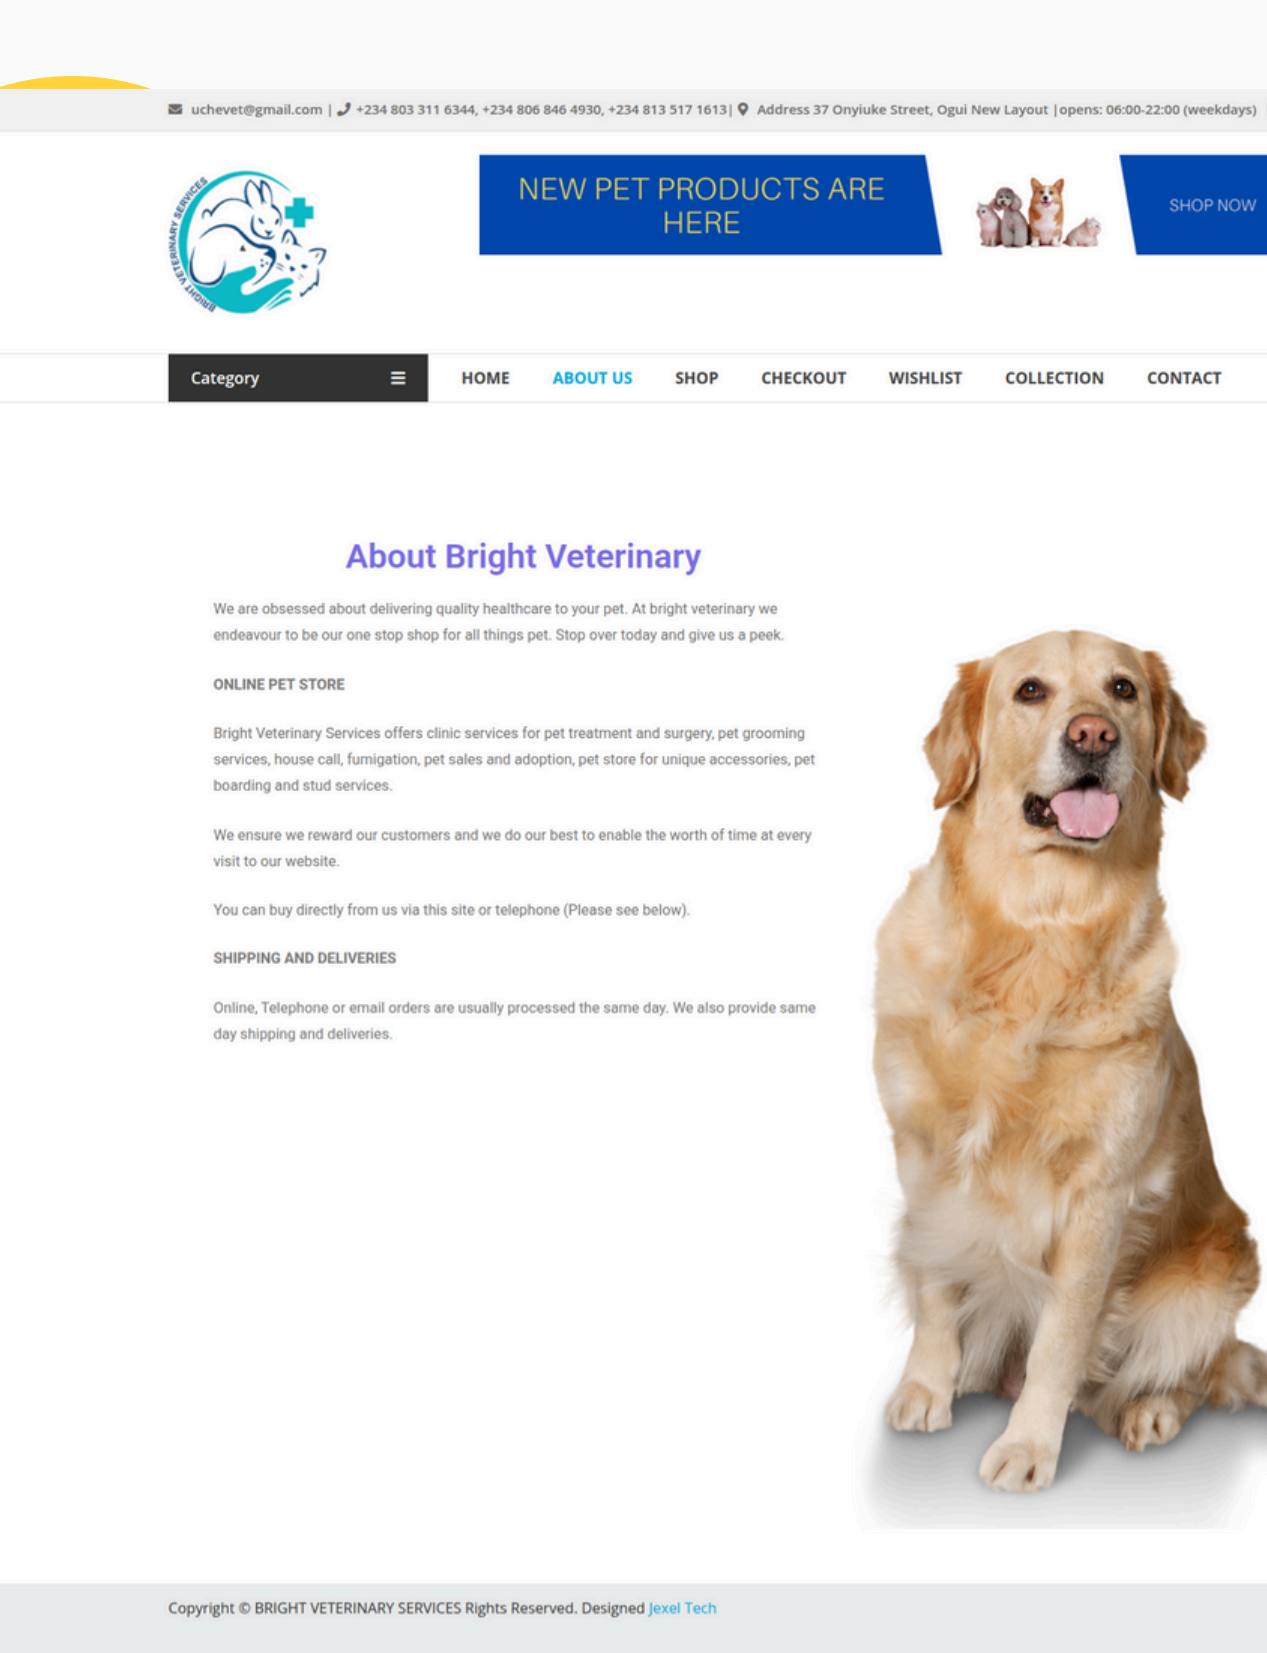 uchevet@gmail.com | +234 803 311 6344, +234 806 846 4930, +234 813 517 1613| Address 37 Onyiuke Street, Ogui New Layout |opens: 06:00-22:00 (weekdays)
BRIGHT VETERINARY SERVICES
NEW PET PRODUCTS ARE
HERE
SHOP NOW
Category
HOME ABOUT US SHOP CHECKOUT WISHLIST COLLECTION CONTACT
About Bright Veterinary
We are obsessed about delivering quality healthcare to your pet. At bright veterinary we
endeavour to be our one stop shop for all things pet. Stop over today and give us a peek.
ONLINE PET STORE
Bright Veterinary Services offers clinic services for pet treatment and surgery, pet grooming
services, house call, fumigation, pet sales and adoption, pet store for unique accessories, pet
boarding and stud services.
We ensure we reward our customers and we do our best to enable the worth of time at every
visit to our website.
You can buy directly from us via this site or telephone (Please see below).
SHIPPING AND DELIVERIES
Online, Telephone or email orders are usually processed the same day. We also provide same
day shipping and deliveries.
Copyright © BRIGHT VETERINARY SERVICES Rights Reserved. Designed Jexel Tech